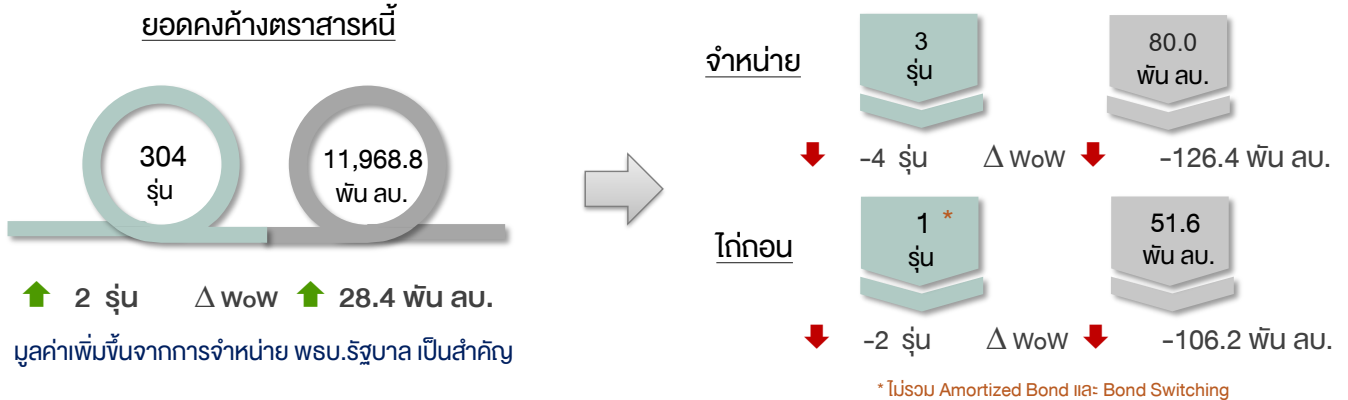 ยอดคงค้างตราสารหนี้
304
รุ่น
11,968.8
พัน ลบ.
2 รุ่น Δ WoW 28.4 พัน ลบ.
มูลค่าเพิ่มขึ้นจากการจำหน่าย พธบ.รัฐบาล เป็นสำคัญ
จำหน่าย
3
รุ่น
80.0
พัน ลบ.
-4 รุ่น Δ WoW -126.4 พัน ลบ.
ไถ่ถอน
1 *
รุ่น
51.6
พัน ลบ.
-2 รุ่น Δ WoW -106.2 พัน ลบ.
* ไม่รวม Amortized Bond และ Bond Switching